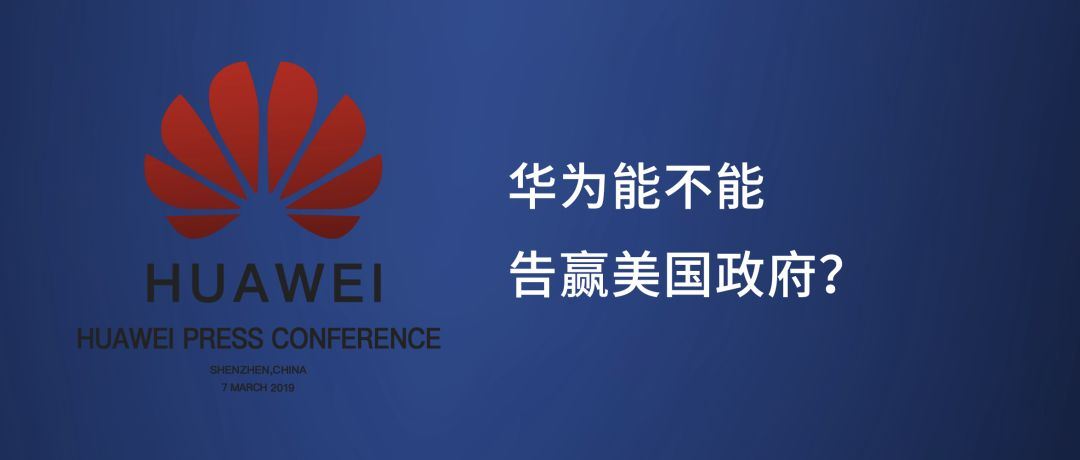 HUAWEI
HUAWEI PRESS CONFERENCE
SHENZHEN,CHINA
7 MARCH 2019
华为能不能
告赢美国政府？